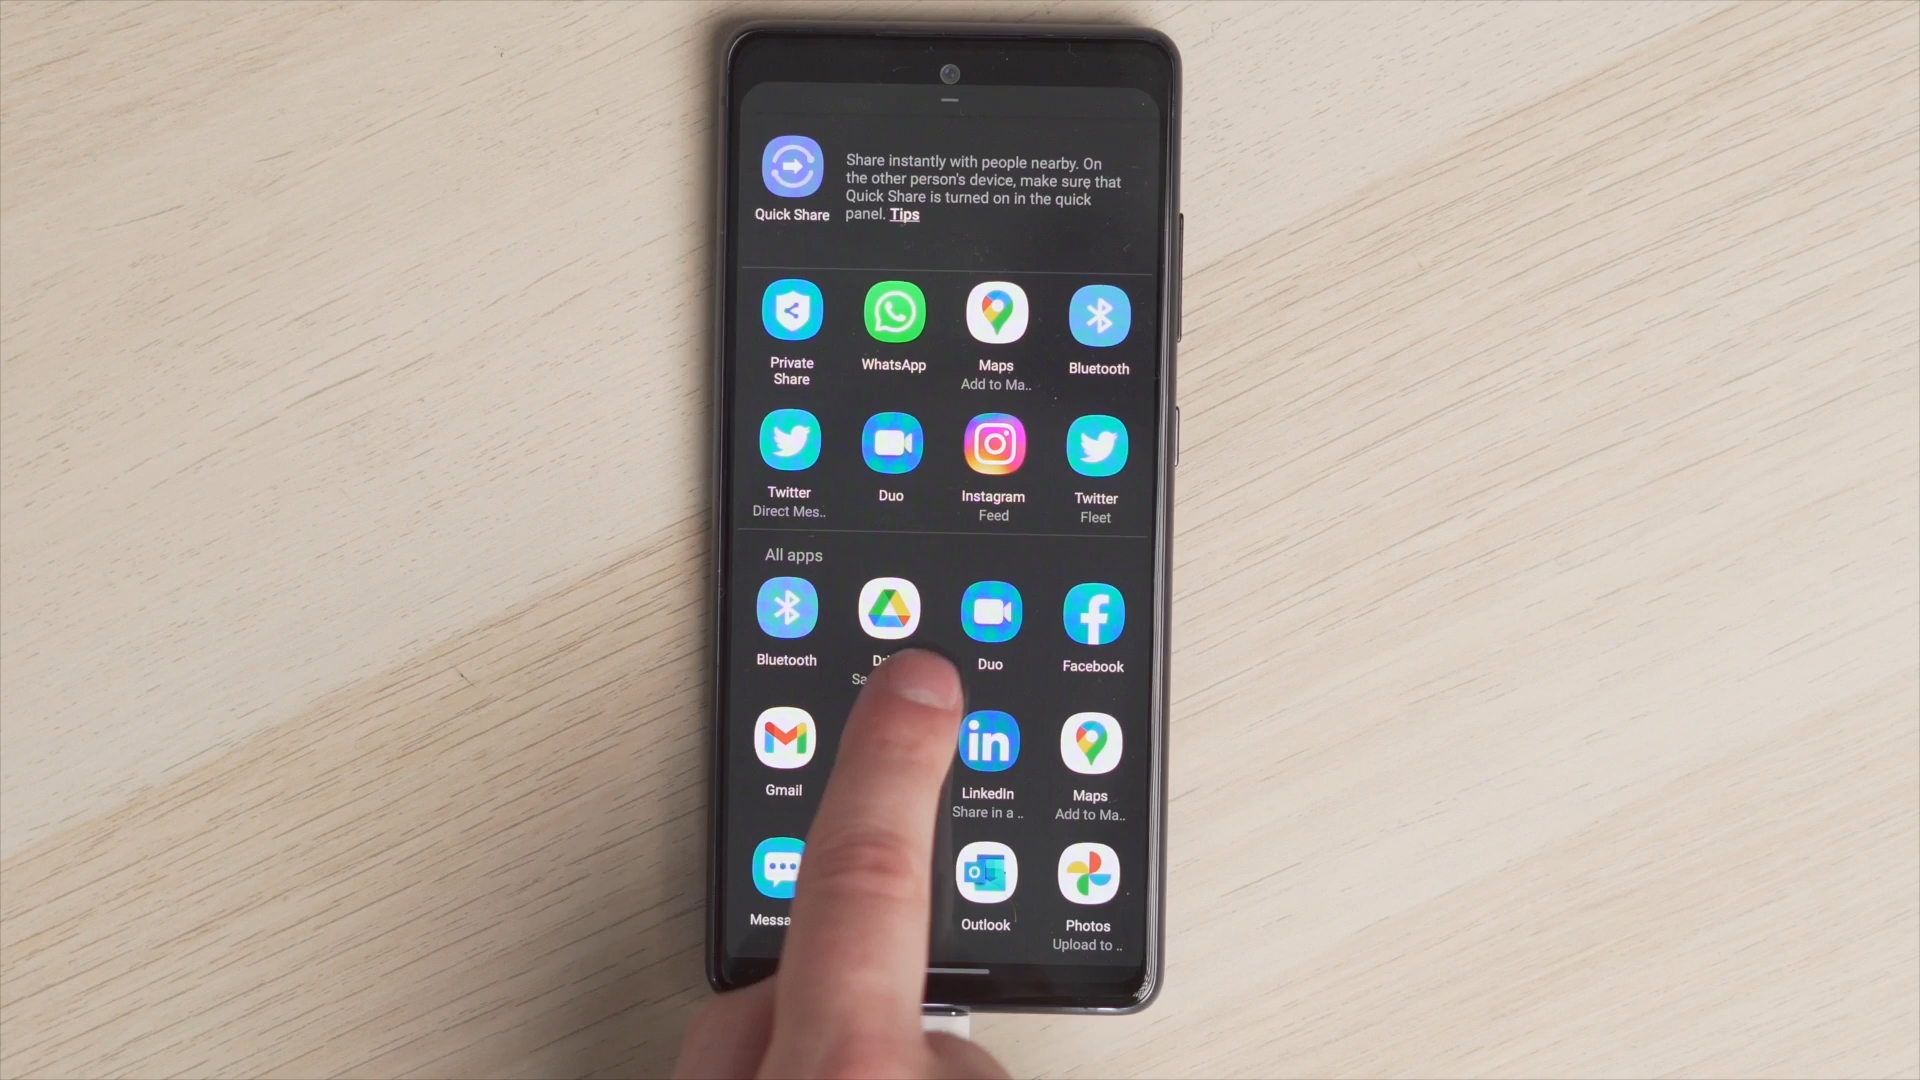 Share instantly with people nearby. On
the other person's device, make sure that
Quick Share is turned on in the quick
panel. Tips
Quick Share
Private
Share
WhatsApp
Maps
Add to Ma..
Bluetooth
Twitter
Direct Mes..
Duo
Instagram
Feed
Twitter
Fleet
All apps
Bluetooth
Duo
Facebook
Gmail
in
LinkedIn
Share in a ..
Maps
Add to Ma..
Outlook
Photos
Upload to ..